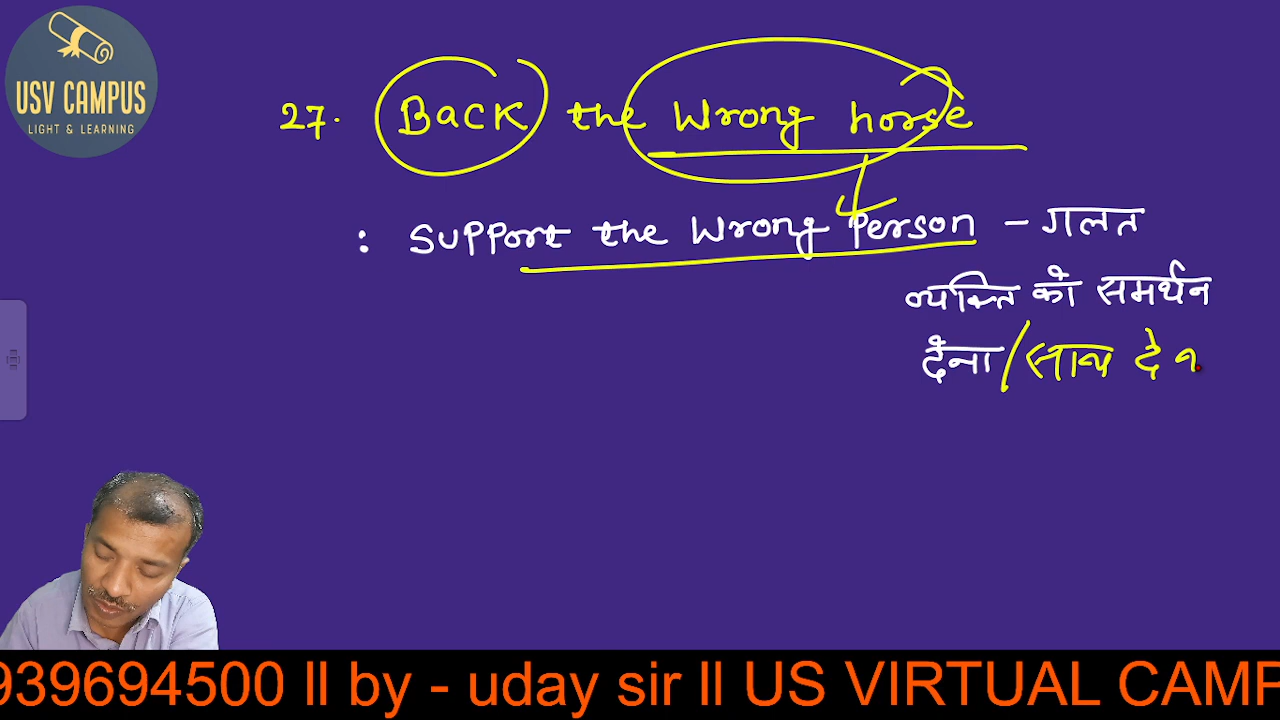 USV CAMPUS
LIGHT & LEARNING
27. Back the wrong horse
: Support the wrong person - गलत
व्यक्ति को समर्थन
देना / साथ दे न
939694500 ll by - uday sir ll US VIRTUAL CAMP